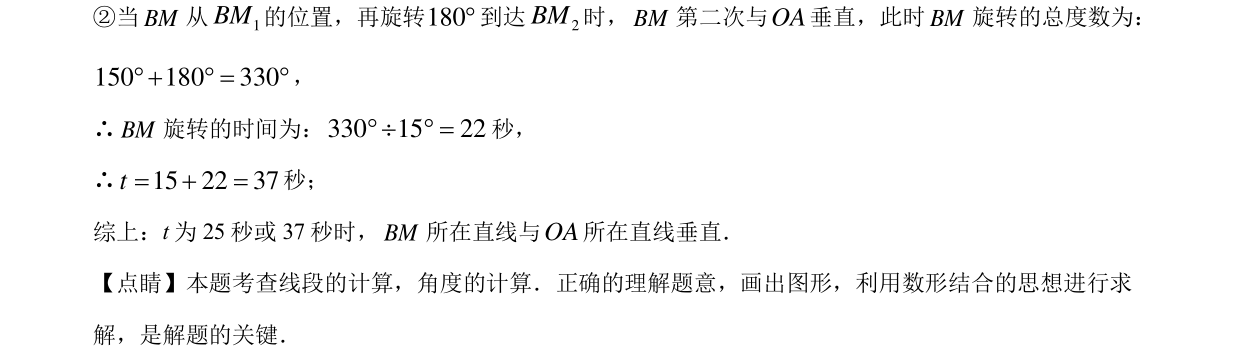 ②当 BM 从 BM₁ 的位置，再旋转180°到达 BM₂ 时， BM 第二次与OA 垂直，此时 BM 旋转的总度数为：
150°+180°=330°，
∴ BM 旋转的时间为：330°÷15°=22 秒，
∴ t =15+22=37 秒；
综上：t 为 25 秒或 37 秒时， BM 所在直线与OA 所在直线垂直．
【点睛】本题考查线段的计算，角度的计算．正确的理解题意，画出图形，利用数形结合的思想进行求
解，是解题的关键．